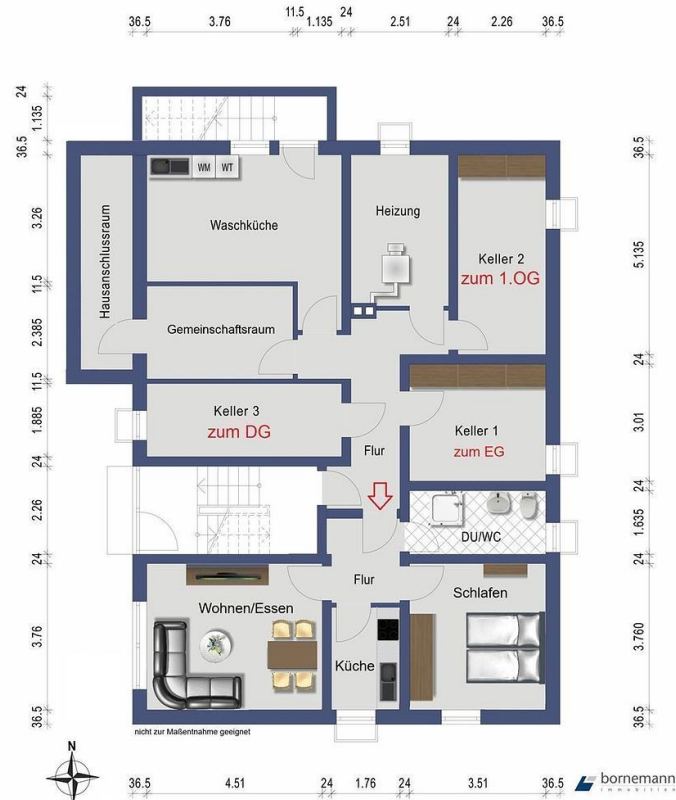 11.5
24
24
36.5
3.76
1.135
2.51
24
2.26
36.5
24
1.135
36.5
36.5
WM
WT
3.26
Hausanschlussraum
Waschküche
Heizung
Keller 2
zum 1.OG
5.135
11.5
Gemeinschaftsraum
2.385
24
11.5
Keller 3
zum DG
1.885
Keller 1
zum EG
3.01
Flur
24
24
2.26
DU/WC
1.635
24
24
Flur
Wohnen/Essen
Schlafen
3.76
3.760
Küche
36.5
36.5
nicht zur Maßentnahme geeignet
N
36.5
4.51
24
1.76
24
3.51
36.5
bornemann
immobilien